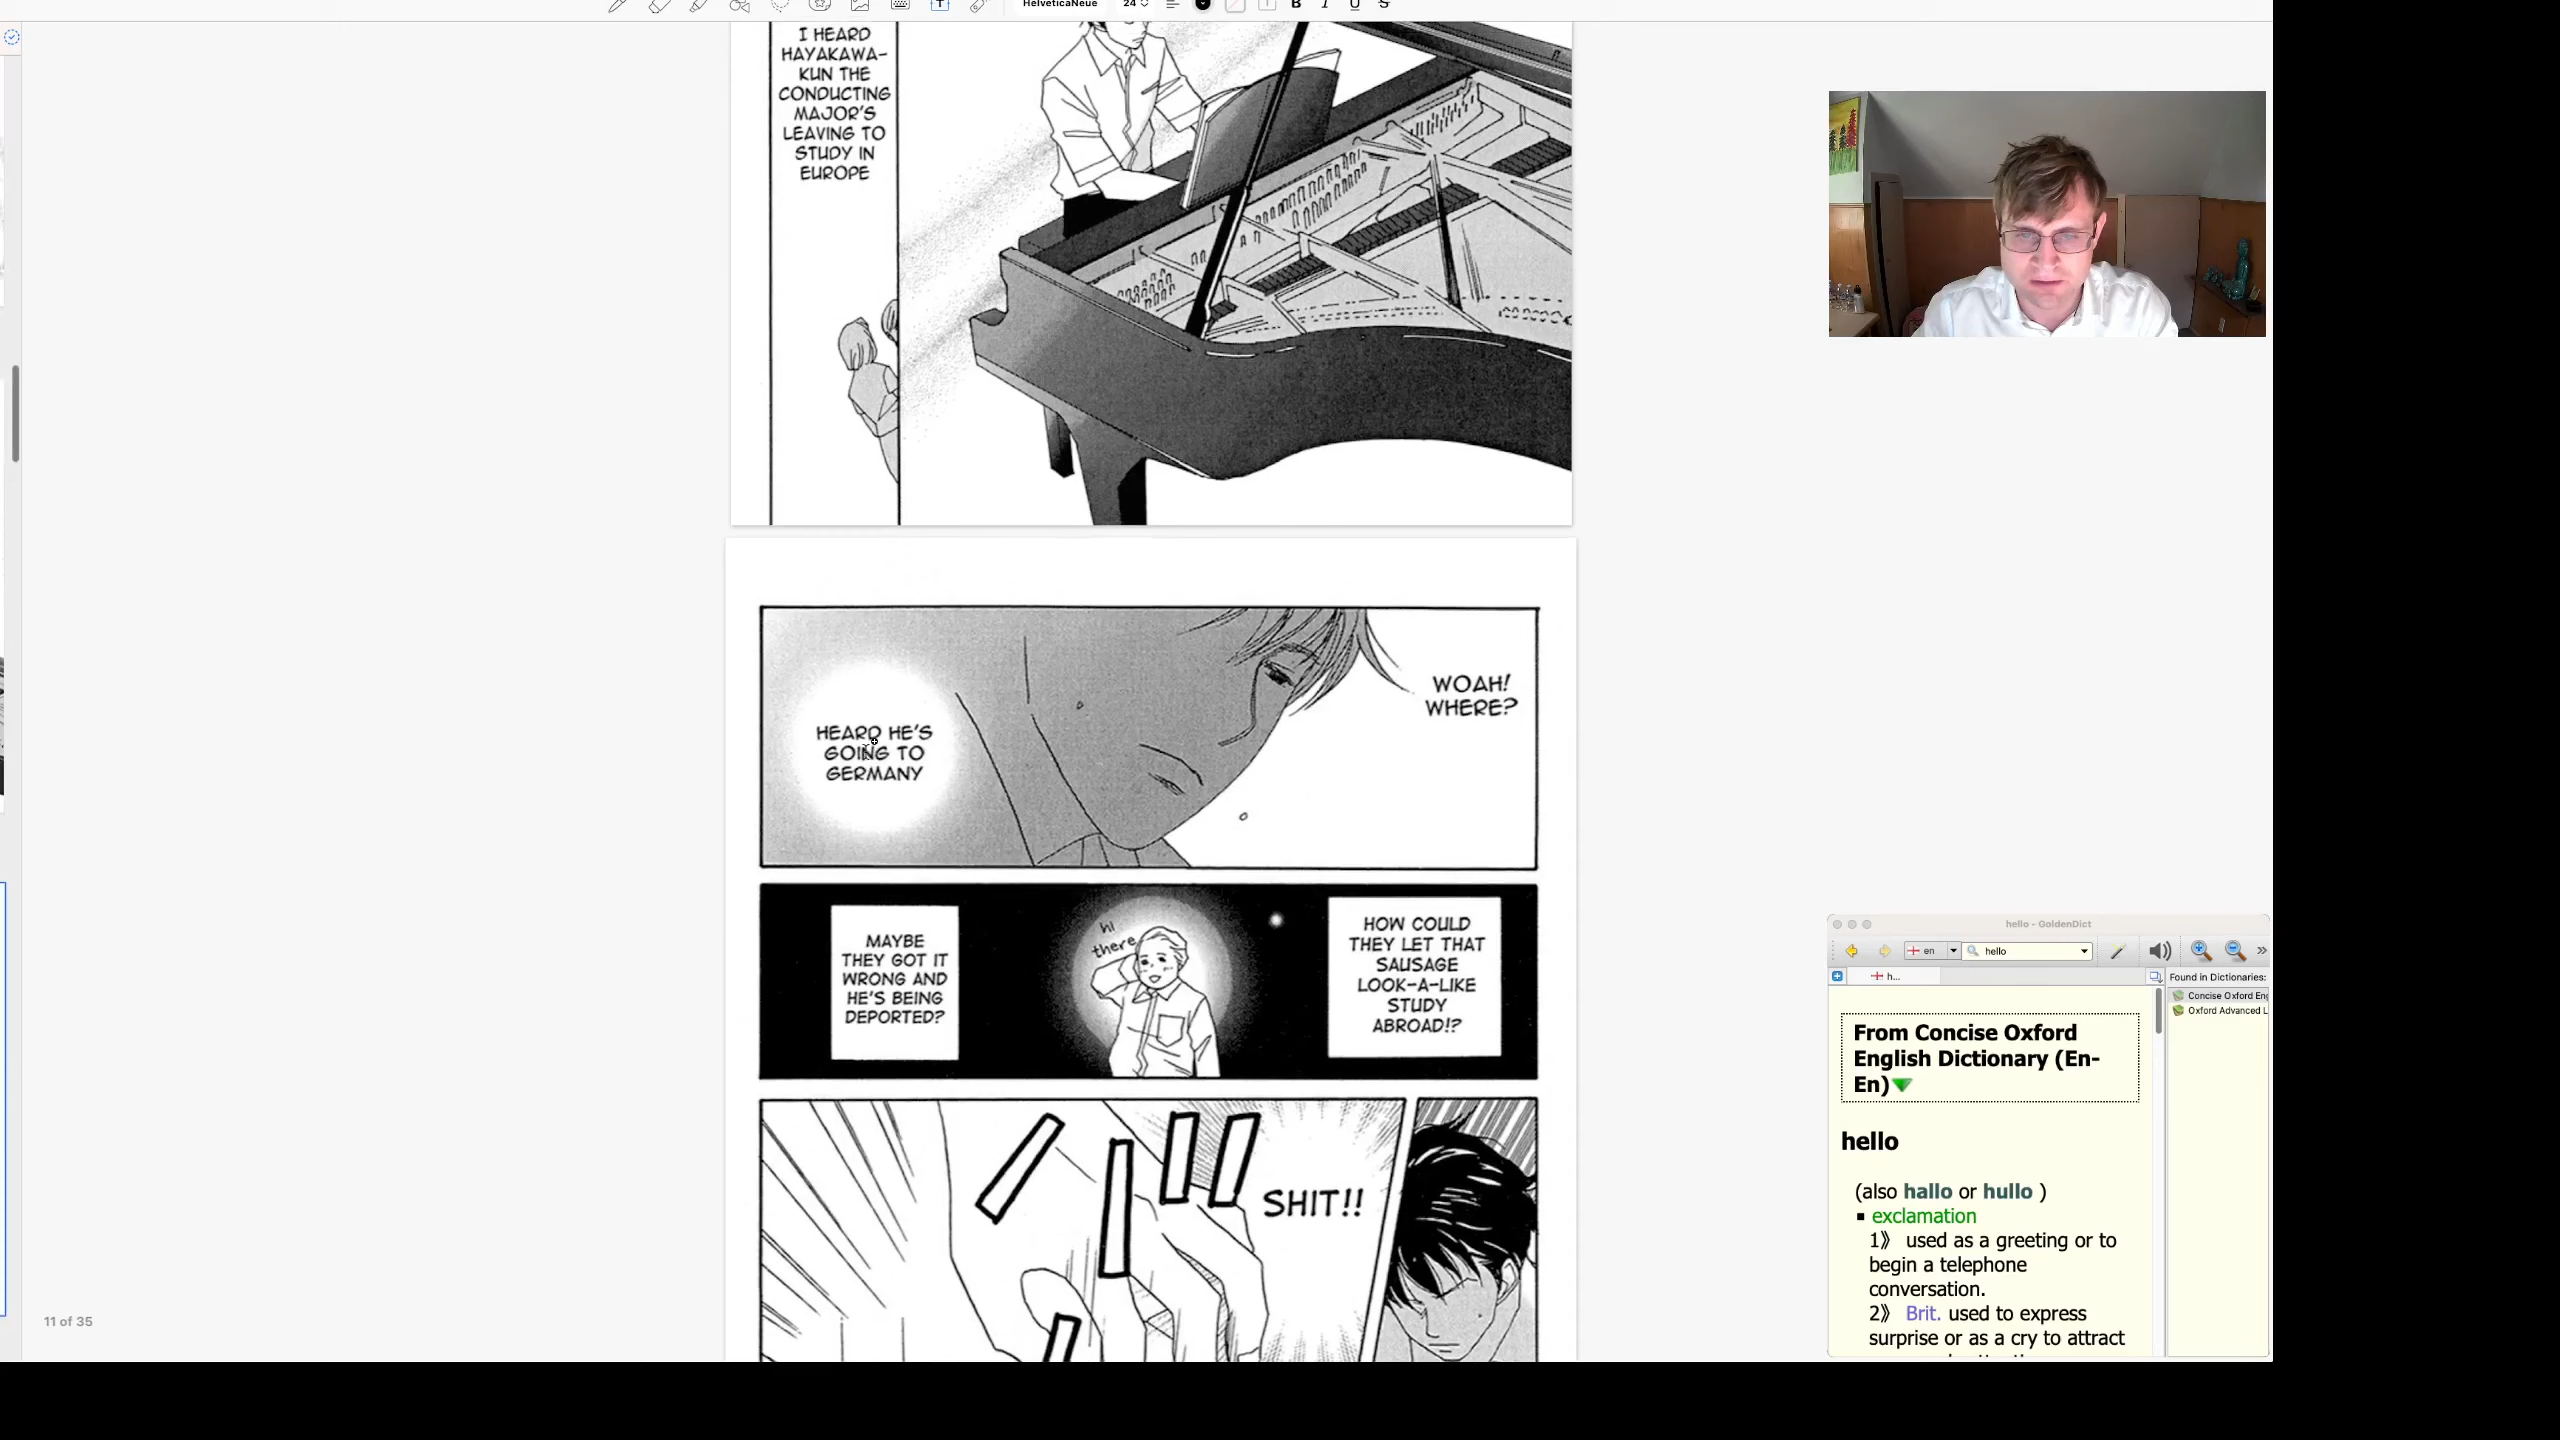 HelveticaNeue
24
B
I
U
S
I HEARD
HAYAKAWA-
KUN THE
CONDUCTING
MAJOR'S
LEAVING TO
STUDY IN
EUROPE
WOAH!
WHERE?
HEARD HE'S
GOING TO
GERMANY
HOW COULD
THEY LET THAT
SAUSAGE
LOOK-A-LIKE
STUDY
ABROAD!?
hi
there
MAYBE
THEY GOT IT
WRONG AND
HE'S BEING
DEPORTED?
SHIT!!
11 of 35
hello - GoldenDict
en
hello
h...
Found in Dictionaries:
Concise Oxford Eng
Oxford Advanced L
From Concise Oxford
English Dictionary (En-
En)
hello
(also hallo or hullo )
exclamation
1》 used as a greeting or to
begin a telephone
conversation.
2》 Brit. used to express
surprise or as a cry to attract